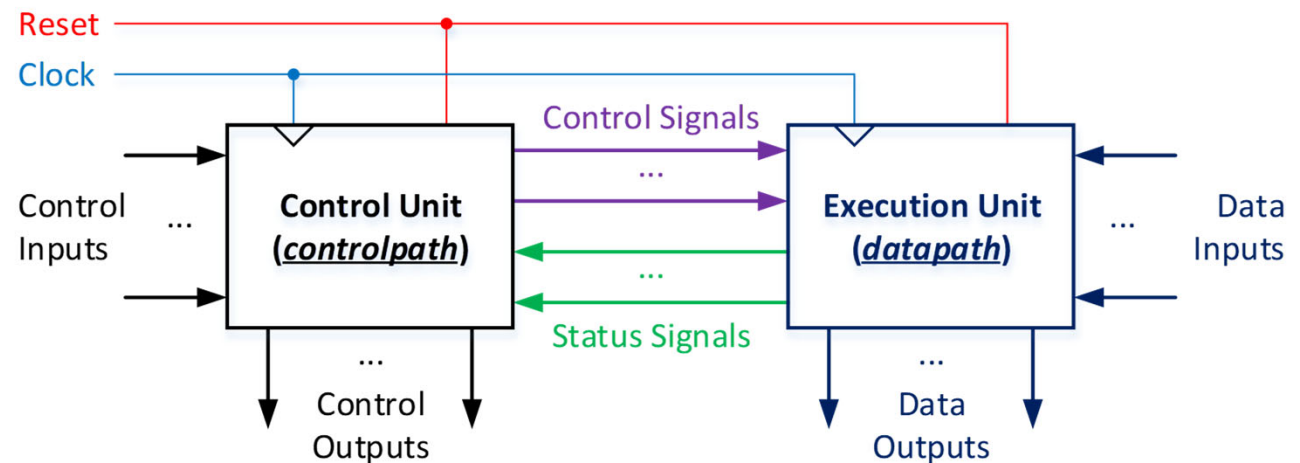 Reset
Clock
Control Signals
...
Control
Inputs
...
Control Unit
(controlpath)
Execution Unit
(datapath)
...
Data
Inputs
...
Status Signals
...
Control
Outputs
...
Data
Outputs